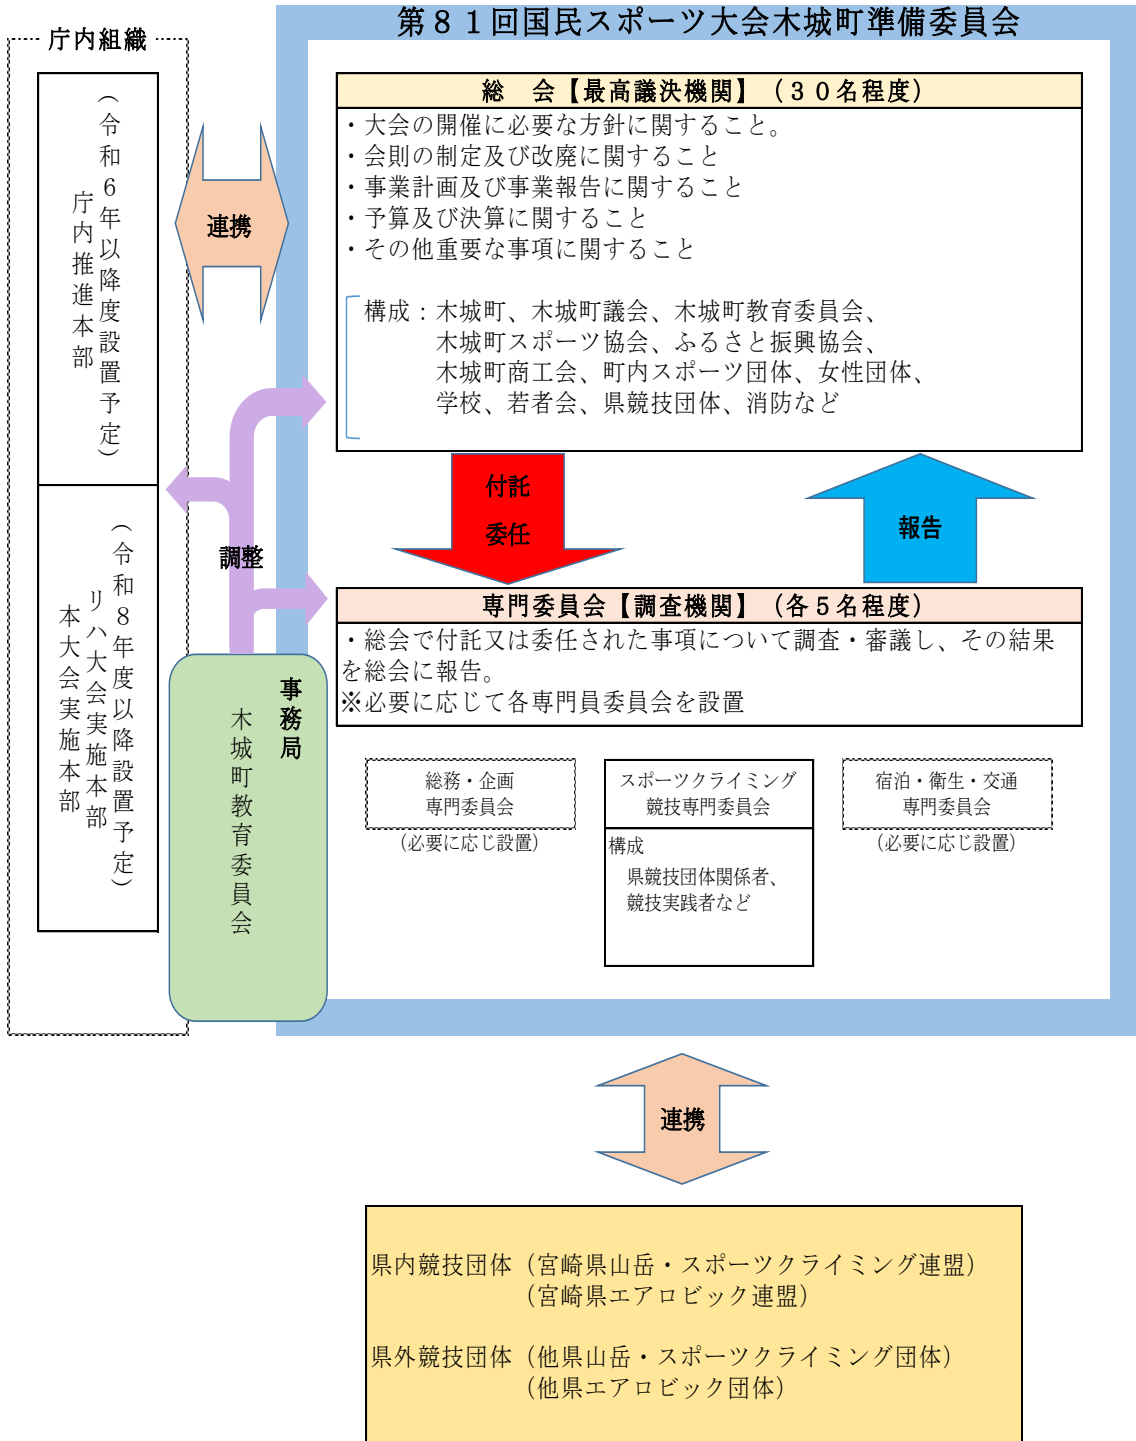 第８１回国民スポーツ大会木城町準備委員会
庁内組織
（令和６年以降度設置予定）
庁内推進本部
（令和８年度以降設置予定）
リハ大会実施本部
本大会実施本部
連携
総　会【最高議決機関】（３０名程度）
・大会の開催に必要な方針に関すること。
・会則の制定及び改廃に関すること
・事業計画及び事業報告に関すること
・予算及び決算に関すること
・その他重要な事項に関すること
構成：木城町、木城町議会、木城町教育委員会、
木城町スポーツ協会、ふるさと振興協会、
木城町商工会、町内スポーツ団体、女性団体、
学校、若者会、県競技団体、消防など
付託
委任
報告
調整
専門委員会【調査機関】（各５名程度）
・総会で付託又は委任された事項について調査・審議し、その結果
を総会に報告。
※必要に応じて各専門員委員会を設置
事務局
木城町教育委員会
総務・企画
専門委員会
（必要に応じ設置）
スポーツクライミング
競技専門委員会
構成
県競技団体関係者、
競技実践者など
宿泊・衛生・交通
専門委員会
（必要に応じ設置）
連携
県内競技団体（宮崎県山岳・スポーツクライミング連盟）
（宮崎県エアロビック連盟）
県外競技団体（他県山岳・スポーツクライミング団体）
（他県エアロビック団体）